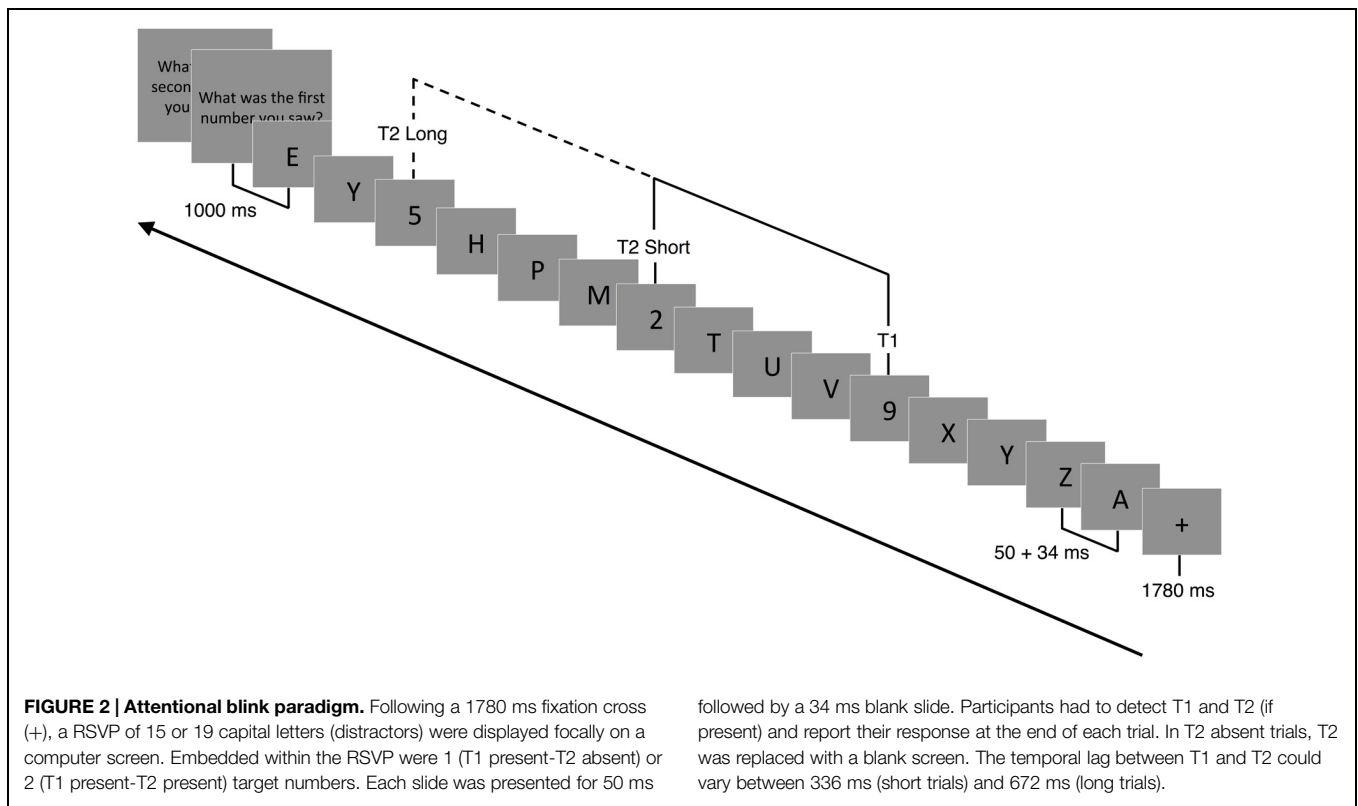 What
secon
you
What was the first
number you saw?
E
Y
5
H
P
M
2
T
U
V
9
X
Y
Z
A
+
T2 Long
T2 Short
T1
1000 ms
50 + 34 ms
1780 ms
FIGURE 2 | Attentional blink paradigm. Following a 1780 ms fixation cross
(+), a RSVP of 15 or 19 capital letters (distractors) were displayed focally on a
computer screen. Embedded within the RSVP were 1 (T1 present-T2 absent) or
2 (T1 present-T2 present) target numbers. Each slide was presented for 50 ms
followed by a 34 ms blank slide. Participants had to detect T1 and T2 (if
present) and report their response at the end of each trial. In T2 absent trials, T2
was replaced with a blank screen. The temporal lag between T1 and T2 could
vary between 336 ms (short trials) and 672 ms (long trials).